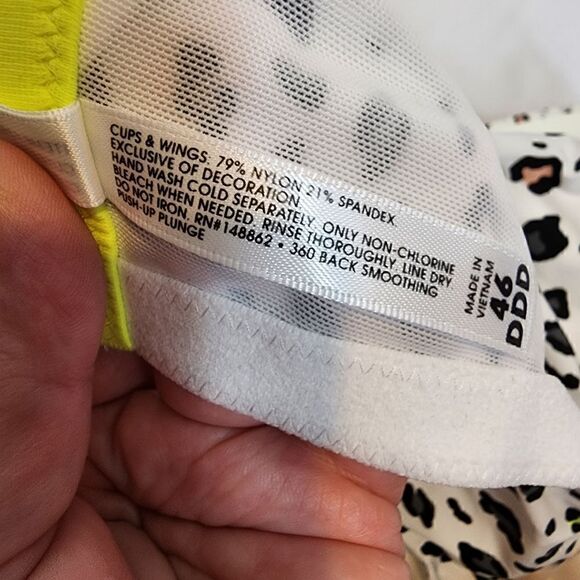 CUPS & WINGS: 79% NYLON 21% SPANDEX
EXCLUSIVE OF DECORATION
HAND WASH COLD SEPARATELY. ONLY NON-CHLORINE
BLEACH WHEN NEEDED. RINSE THOROUGHLY. LINE DRY
DO NOT IRON. RN#148862 • 360 BACK SMOOTHING
PUSH-UP PLUNGE
MADE IN
VIETNAM
46
DDD